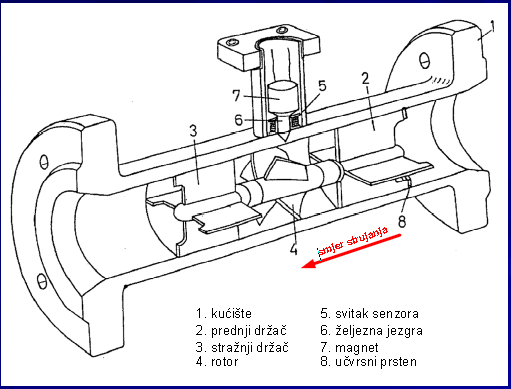 1
2
5
7
6
3
8
4
smjer strujanja
1. kućište
2. prednji držač
3. stražnji držač
4. rotor
5. svitak senzora
6. željezna jezgra
7. magnet
8. učvrsni prsten